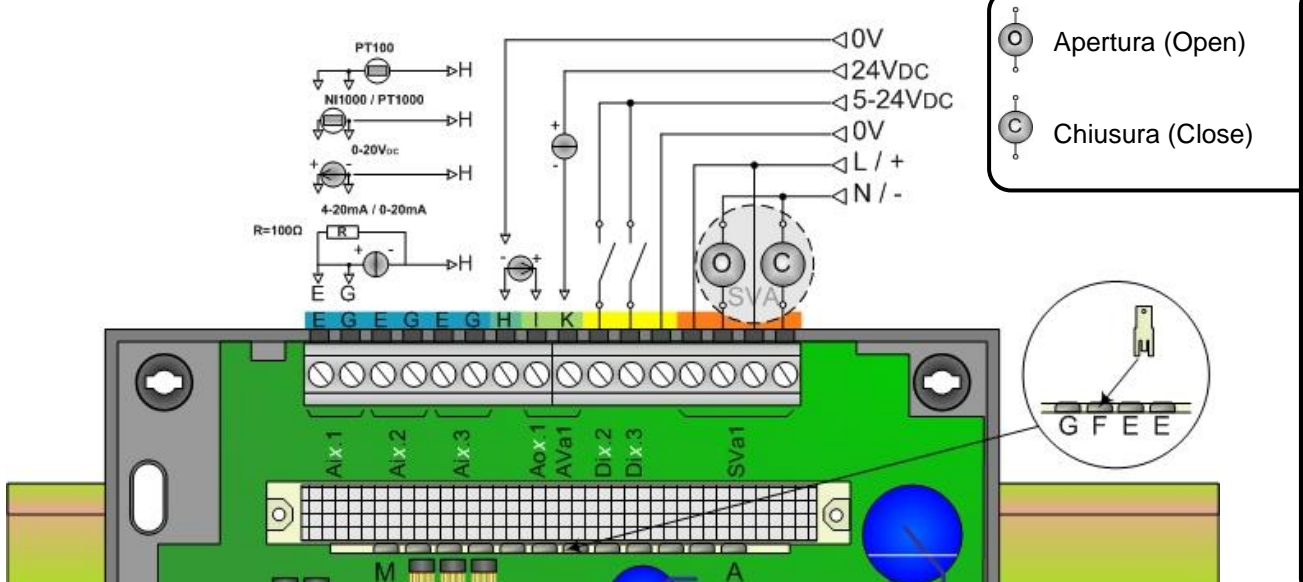 PT100
H
NI1000 / PT1000
H
0-20VDC
+ -
H
4-20mA / 0-20mA
R=100Ω
R
+ -
H
E G
0V
24VDC
5-24VDC
0V
L / +
N / -
+
-
- +
O C
SVA
O Apertura (Open)
C Chiusura (Close)
E G E G E G H I K
Aix.1
Aix.2
Aix.3
Aox.1
AVa1
Dix.2
Dix.3
SVa1
G F E E
M A